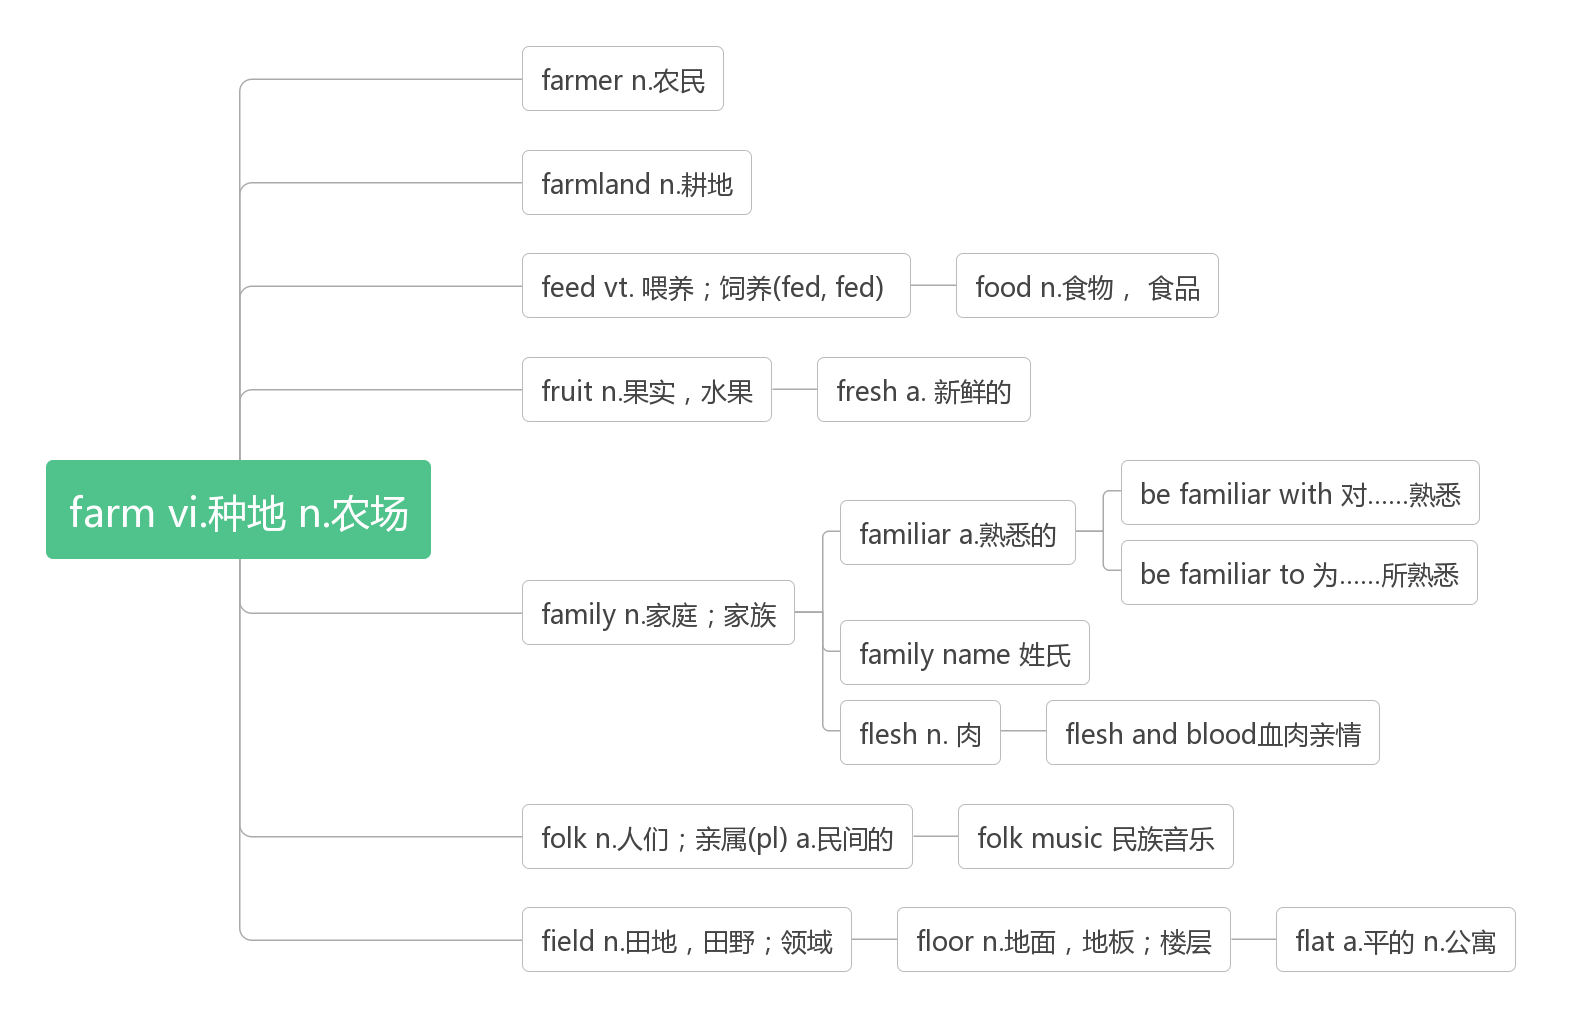 farm vi.种地 n.农场
farmer n.农民
farmland n.耕地
feed vt. 喂养；饲养(fed, fed)
food n.食物， 食品
fruit n.果实，水果
fresh a. 新鲜的
family n.家庭；家族
familiar a.熟悉的
be familiar with 对……熟悉
be familiar to 为……所熟悉
family name 姓氏
flesh n. 肉
flesh and blood血肉亲情
folk n.人们；亲属(pl) a.民间的
folk music 民族音乐
field n.田地，田野；领域
floor n.地面，地板；楼层
flat a.平的 n.公寓